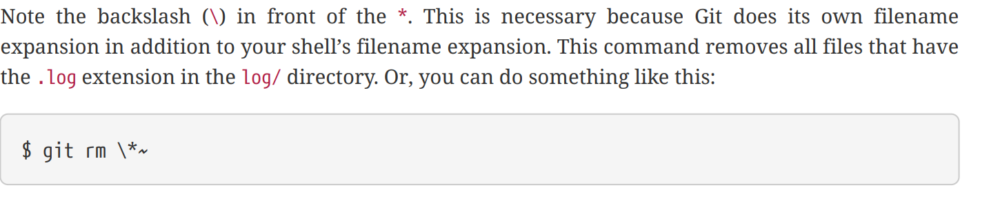 Note the backslash (\) in front of the *. This is necessary because Git does its own filename
expansion in addition to your shell’s filename expansion. This command removes all files that have
the .log extension in the log/ directory. Or, you can do something like this:
$ git rm \*~